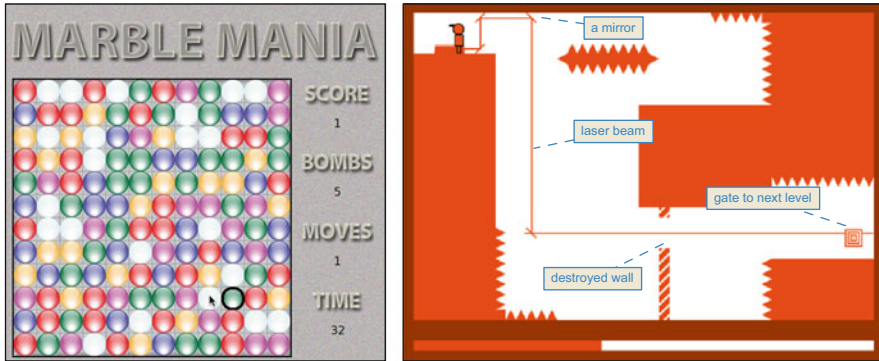 MARBLE MANIA
SCORE
1
BOMBS
5
MOVES
1
TIME
32
a mirror
laser beam
gate to next level
destroyed wall